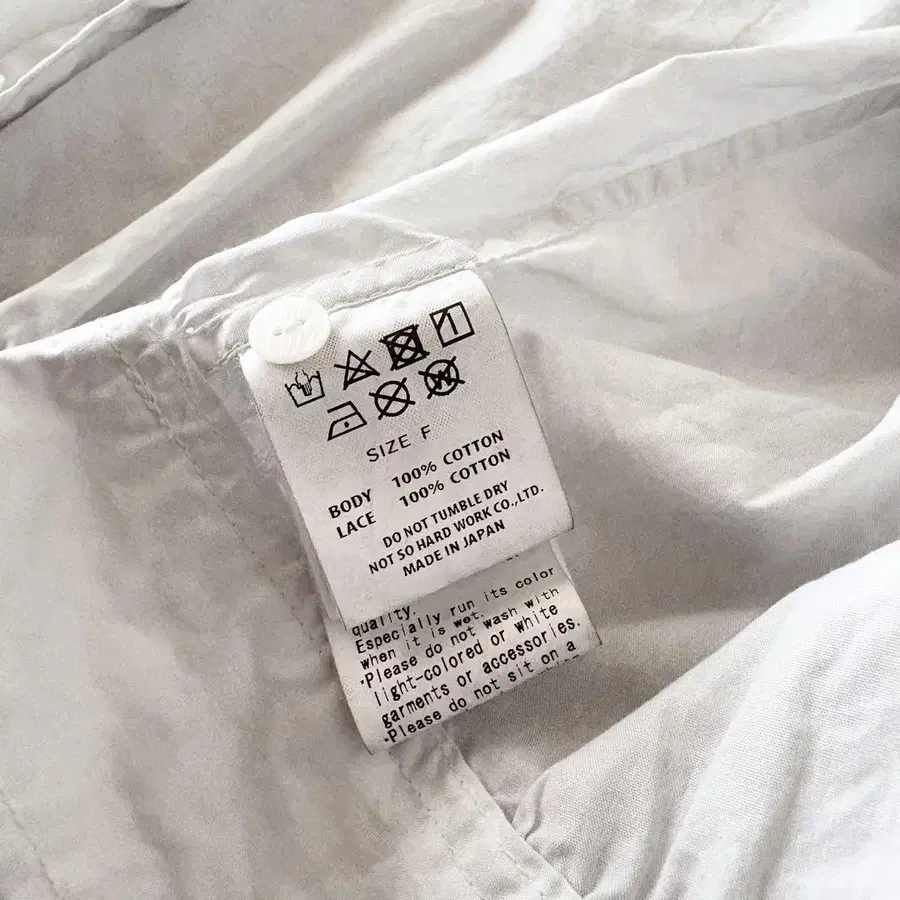 SIZE F
BODY 100% COTTON
LACE 100% COTTON
DO NOT TUMBLE DRY
NOT SO HARD WORK CO.,LTD.
MADE IN JAPAN
quality.
Especially run its color
when it is wet.
･Please do not wash with
light-colored or white
garments or accessories.
･Please do not sit on a